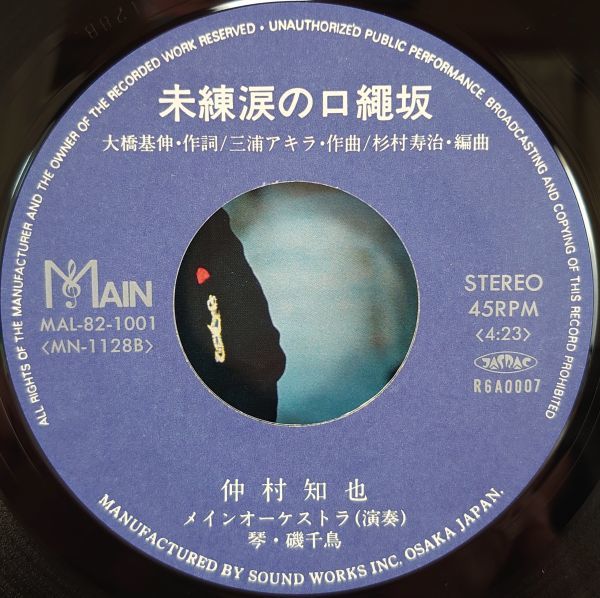 ALL RIGHTS OF THE MANUFACTURER AND THE OWNER OF THE RECORDED WORK RESERVED • UNAUTHORIZED PUBLIC PERFORMANCE BROADCASTING AND COPYING OF THIS RECORD PROHIBITED
未練涙の口繩坂
大橋基伸・作詞/三浦アキラ・作曲/杉村寿治・編曲
MAIN
MAL-82-1001
<MN-1128B>
STEREO
45RPM
<4:23>
JASRAC
R6A0007
仲村知也
メインオーケストラ(演奏)
琴・磯千鳥
MANUFACTURED BY SOUND WORKS INC. OSAKA JAPAN.